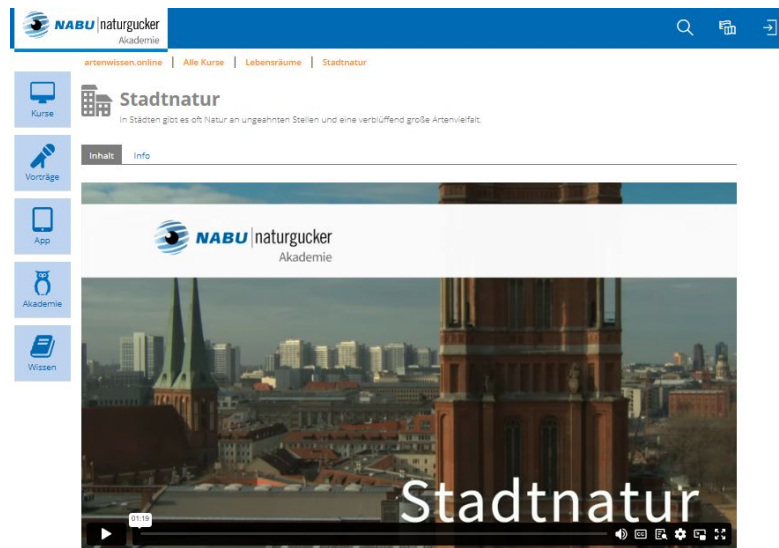 NABU|naturgucker
Akademie
artenwissen.online | Alle Kurse | Lebensräume | Stadtnatur
Kurse
Stadtnatur
In Städten gibt es oft Natur an ungeahnten Stellen und eine verblüffend große Artenvielfalt.
Vorträge
Inhalt Info
App
Akademie
Wissen
NABU|naturgucker
Akademie
Stadtnatur
01:19
CC